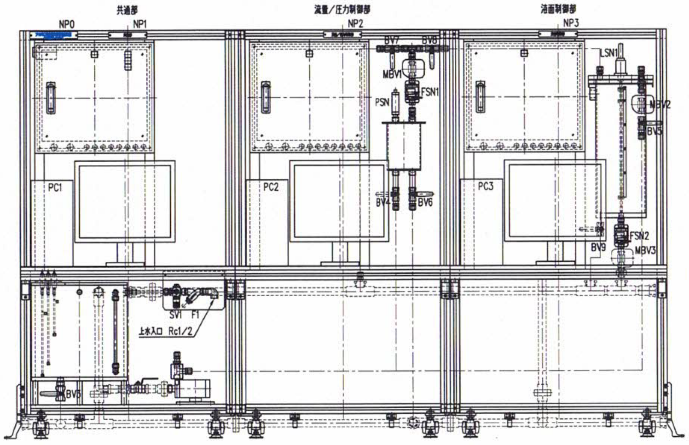 共通部
流量/圧力制御部
液面制御部
NP0
NP1
NP2
NP3
BV7
BV8
LSN1
MBV1
FSN1
PSN
MBV2
BV5
PC1
PC2
PC3
BV4
BV6
FSN2
BV9
MBV3
SV1
F1
上水入口 Rc1/2
BV3